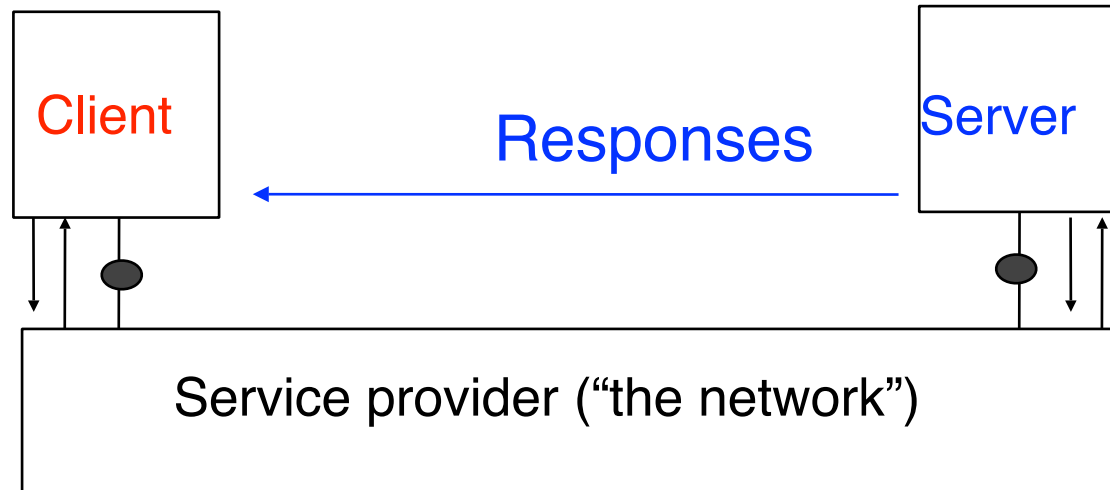 Client
Server
Responses
Service provider (“the network”)